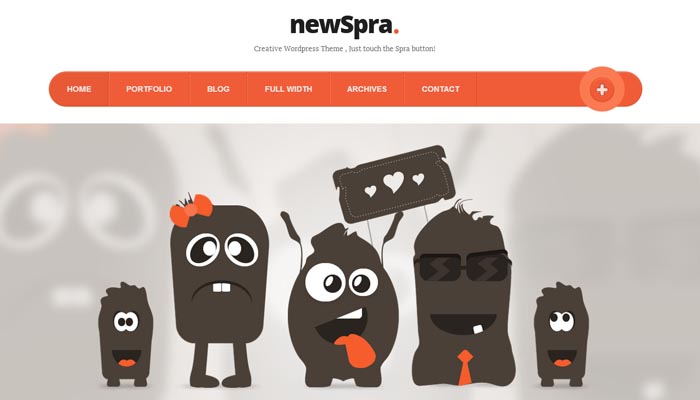 newSpra.
Creative Wordpress Theme , Just touch the Spra button!
HOME PORTFOLIO BLOG FULL WIDTH ARCHIVES CONTACT